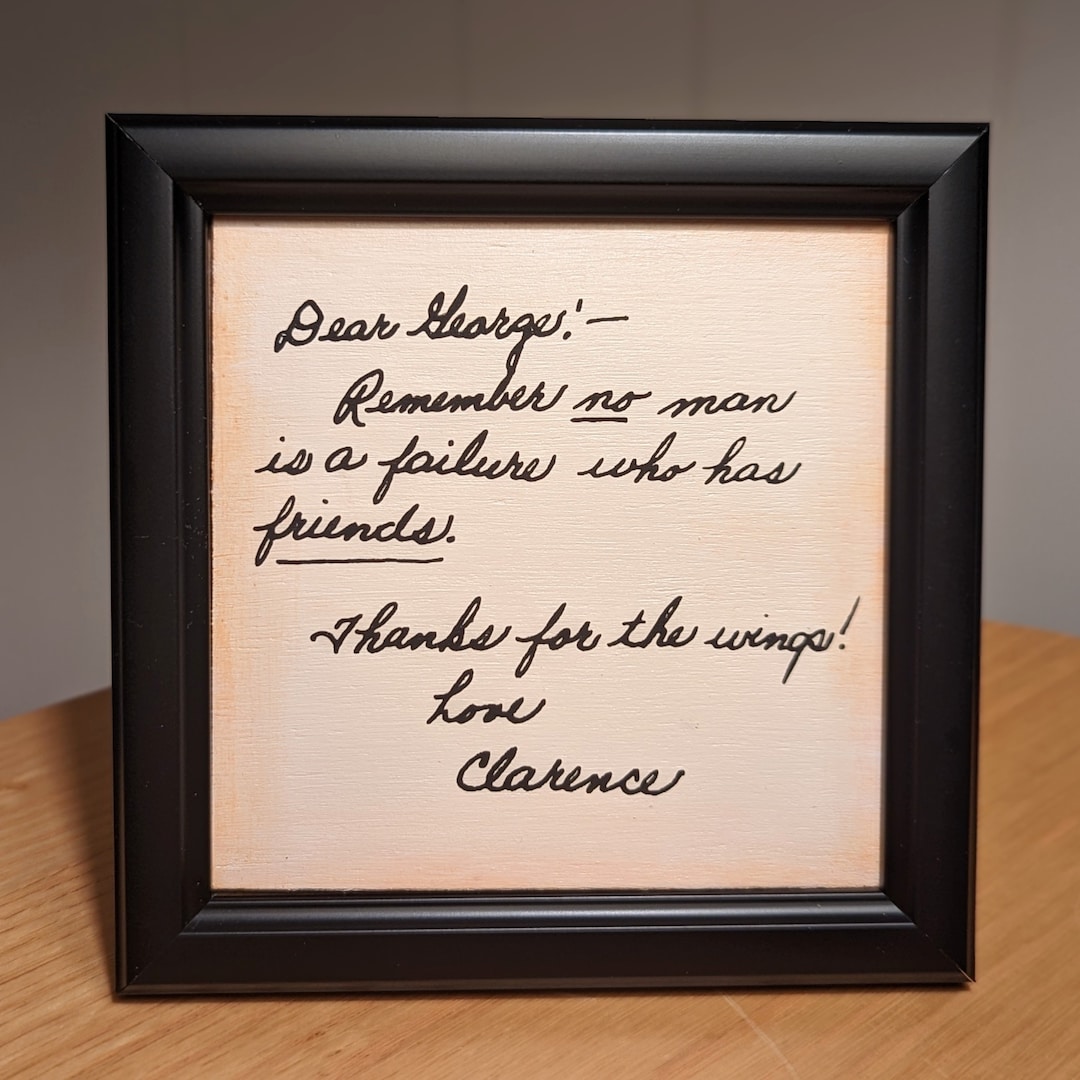 Dear George!—
Remember no man
is a failure who has
friends.
Thanks for the wings!
Love
Clarence